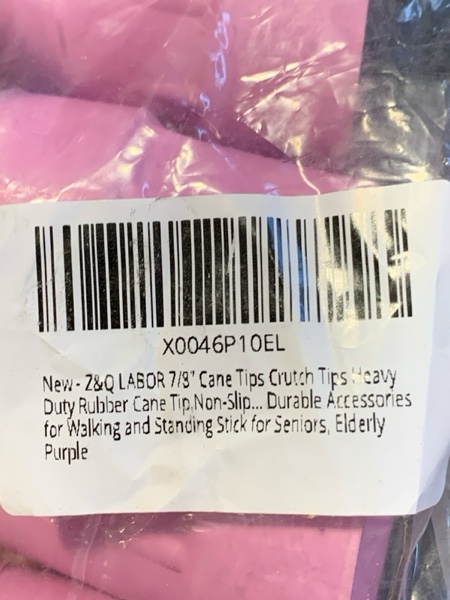 X0046P10EL
New - Z&Q LABOR 7/8" Cane Tips Crutch Tips Heavy
Duty Rubber Cane Tip,Non-Slip... Durable Accessories
for Walking and Standing Stick for Seniors, Elderly
Purple